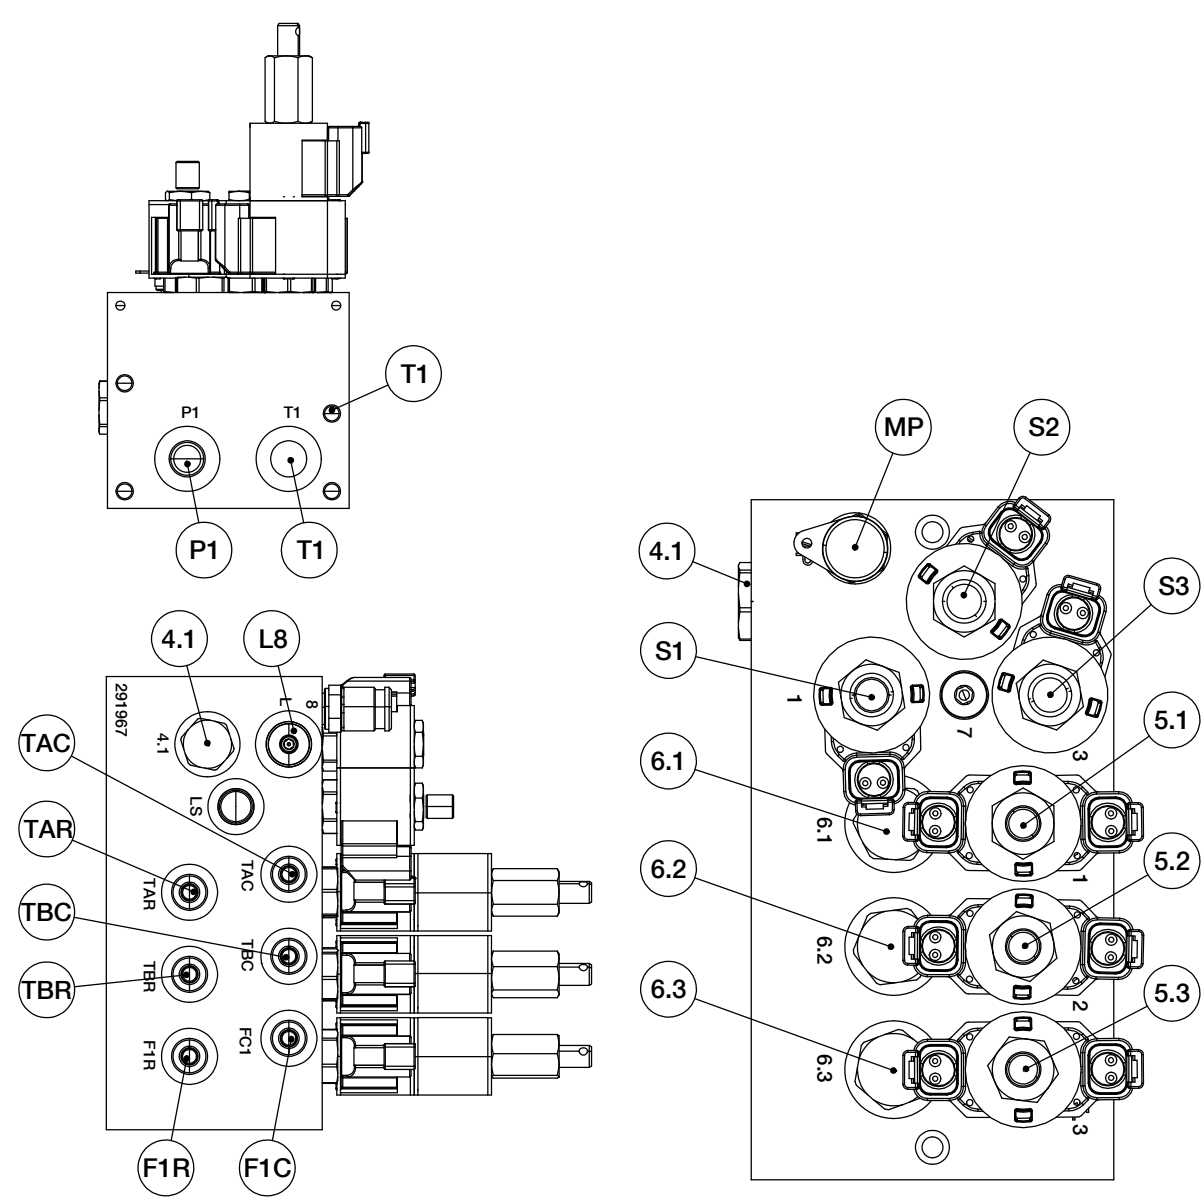 T1
P1
T1
P1
T1
MP
S2
4.1
S3
S1
1
7
3
5.1
6.1
6.1
1
5.2
6.2
6.2
2
5.3
6.3
6.3
.3
4.1
L8
291967
L
8
4.1
TAC
LS
TAR
TAC
TAR
TBC
TBC
TBR
TBR
FC1
F1R
F1R
F1C